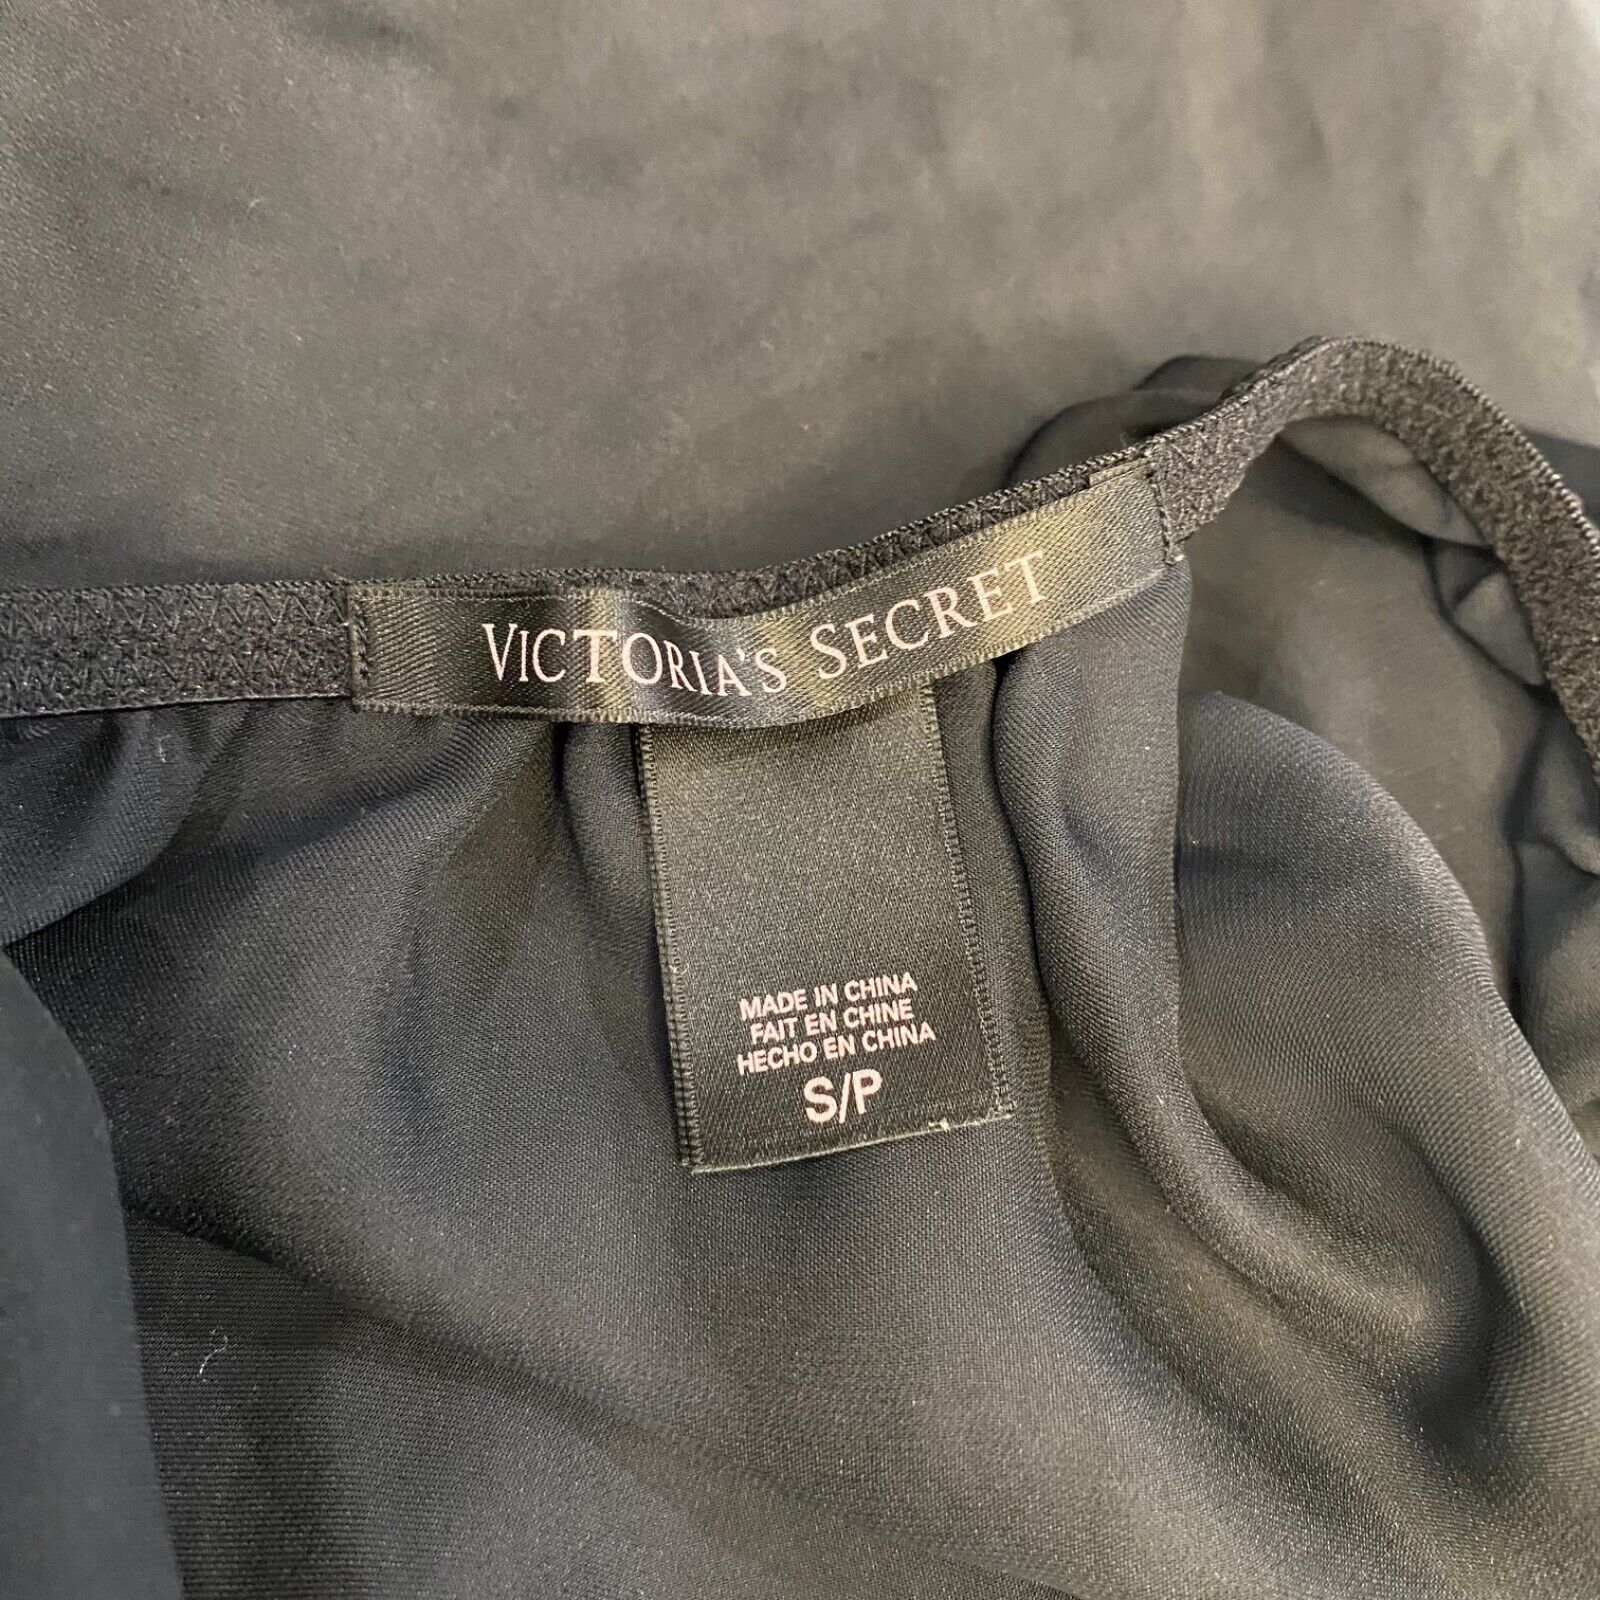 VICTORIA'S SECRET
MADE IN CHINA
FAIT EN CHINE
HECHO EN CHINA
S/P